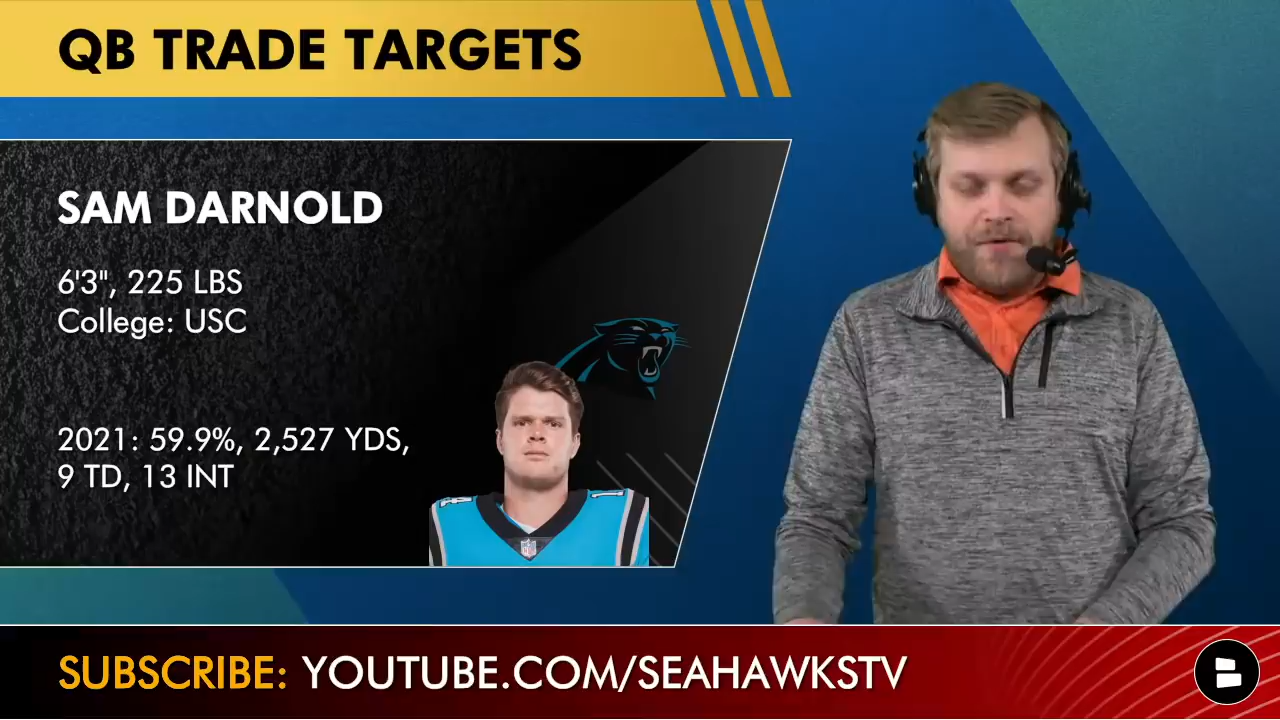 QB TRADE TARGETS
SAM DARNOLD
6'3", 225 LBS
College: USC
2021: 59.9%, 2,527 YDS,
9 TD, 13 INT
SUBSCRIBE: YOUTUBE.COM/SEAHAWKSTV